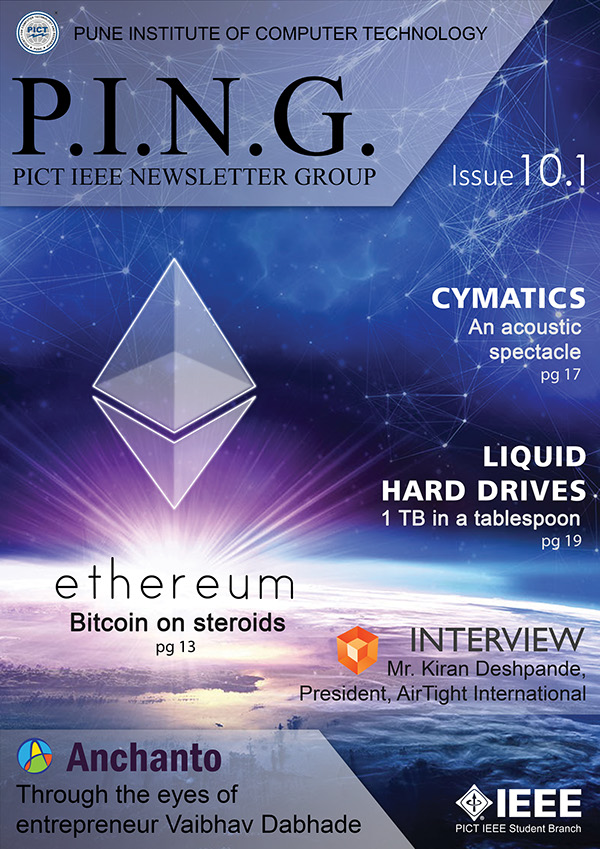 PICT
PUNE INSTITUTE OF COMPUTER TECHNOLOGY
P.I.N.G.
PICT IEEE NEWSLETTER GROUP
Issue 10.1
CYMATICS
An acoustic
spectacle
pg 17
LIQUID
HARD DRIVES
1 TB in a tablespoon
pg 19
ethereum
Bitcoin on steroids
pg 13
INTERVIEW
Mr. Kiran Deshpande,
President, AirTight International
Anchanto
Through the eyes of
entrepreneur Vaibhav Dabhade
IEEE
PICT IEEE Student Branch